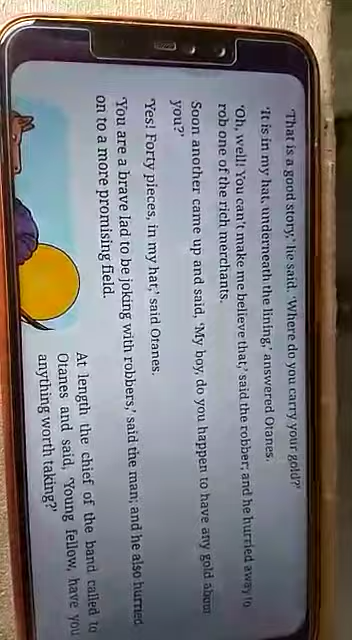 'That is a good story,' he said. 'Where do you carry your gold?'
'It is in my hat, underneath the lining,' answered Otanes.
'Oh, well! You can't make me believe that,' said the robber; and he hurried away to
rob one of the rich merchants.
Soon another came up and said, 'My boy, do you happen to have any gold about
you?'
'Yes! Forty pieces, in my hat,' said Otanes.
'You are a brave lad to be joking with robbers,' said the man; and he also hurried
on to a more promising field.
At length the chief of the band called to
Otanes and said, 'Young fellow, have you
anything worth taking?'